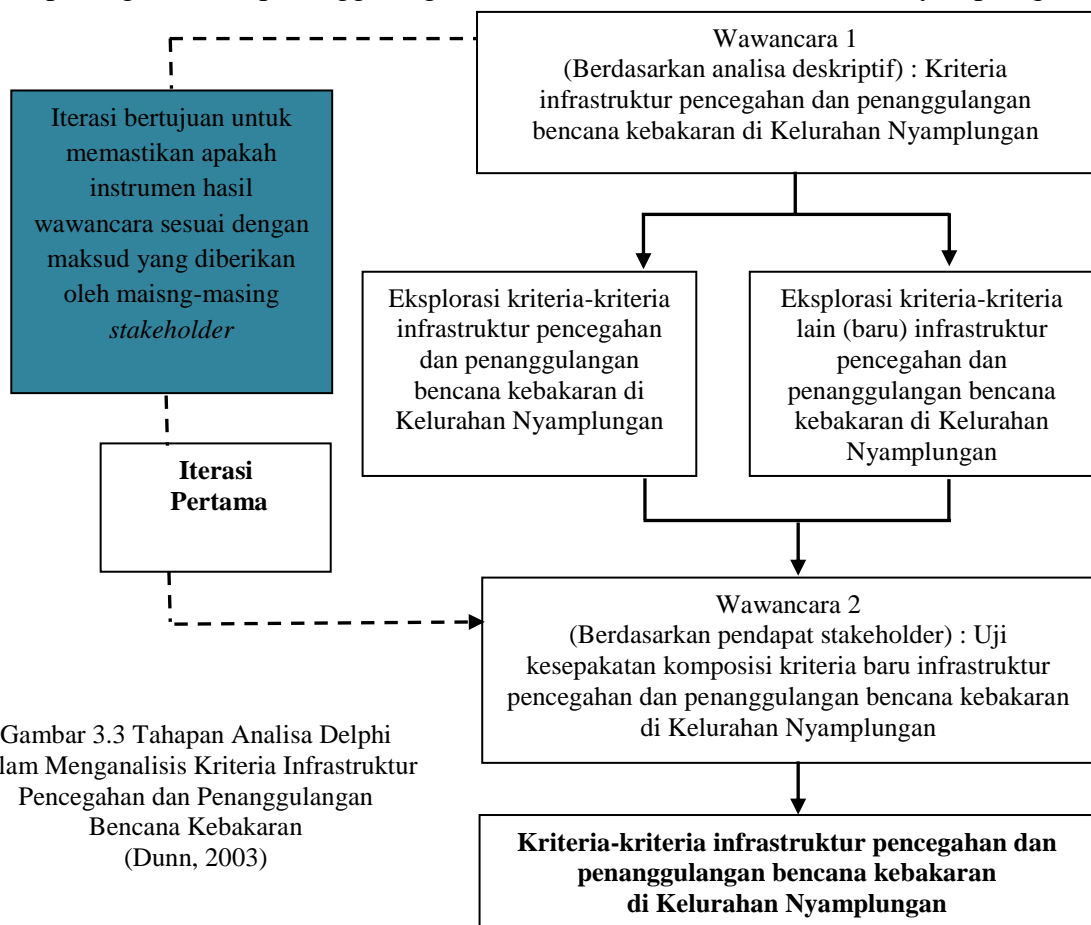 Wawancara 1
(Berdasarkan analisa deskriptif) : Kriteria
infrastruktur pencegahan dan penanggulangan
bencana kebakaran di Kelurahan Nyamplungan
Iterasi bertujuan untuk
memastikan apakah
instrumen hasil
wawancara sesuai dengan
maksud yang diberikan
oleh maisng-masing
stakeholder
Eksplorasi kriteria-kriteria
infrastruktur pencegahan
dan penanggulangan
bencana kebakaran di
Kelurahan Nyamplungan
Eksplorasi kriteria-kriteria
lain (baru) infrastruktur
pencegahan dan
penanggulangan bencana
kebakaran di Kelurahan
Nyamplungan
Iterasi
Pertama
Wawancara 2
(Berdasarkan pendapat stakeholder) : Uji
kesepakatan komposisi kriteria baru infrastruktur
pencegahan dan penanggulangan bencana kebakaran
di Kelurahan Nyamplungan
Gambar 3.3 Tahapan Analisa Delphi
lam Menganalisis Kriteria Infrastruktur
Pencegahan dan Penanggulangan
Bencana Kebakaran
(Dunn, 2003)
Kriteria-kriteria infrastruktur pencegahan dan
penanggulangan bencana kebakaran
di Kelurahan Nyamplungan